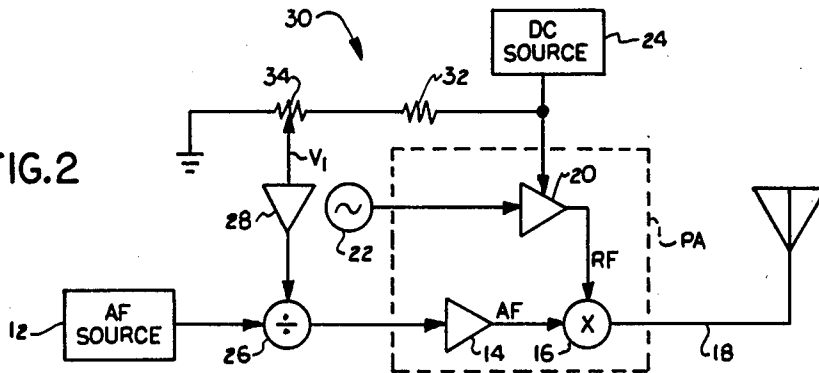 30
DC
SOURCE
24
34
32
FIG.2
V1
28
22
20
PA
RF
12
AF
SOURCE
÷
26
AF
14
X
16
18